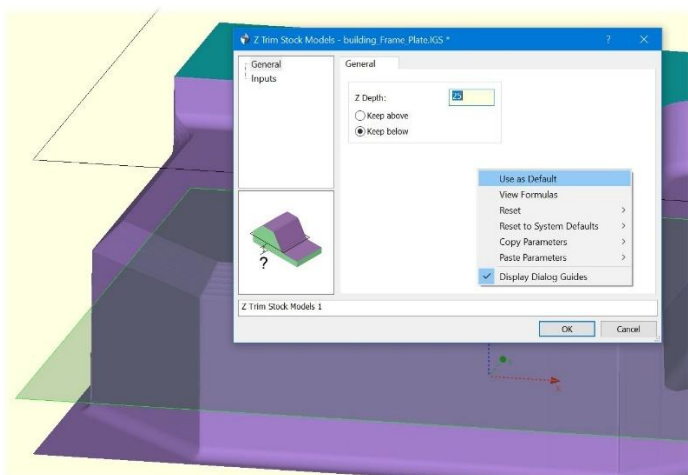 Z Trim Stock Models - building_Frame_Plate.IGS *
General
Inputs
General
Z Depth:
25
Keep above
Keep below
Use as Default
View Formulas
Reset
Reset to System Defaults
Copy Parameters
Paste Parameters
Display Dialog Guides
?
Z Trim Stock Models 1
OK
Cancel